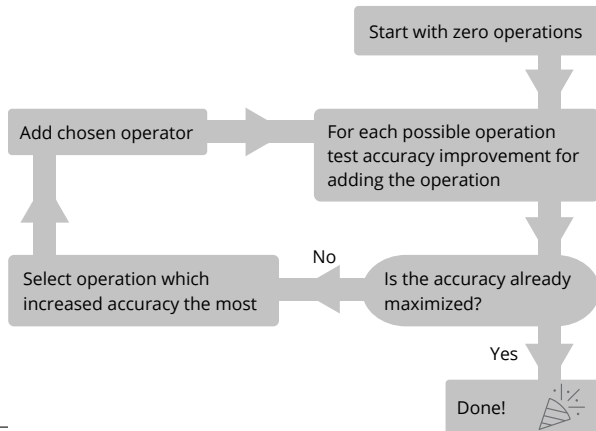 Start with zero operations
Add chosen operator
For each possible operation
test accuracy improvement for
adding the operation
No
Select operation which
increased accuracy the most
Is the accuracy already
maximized?
Yes
Done!